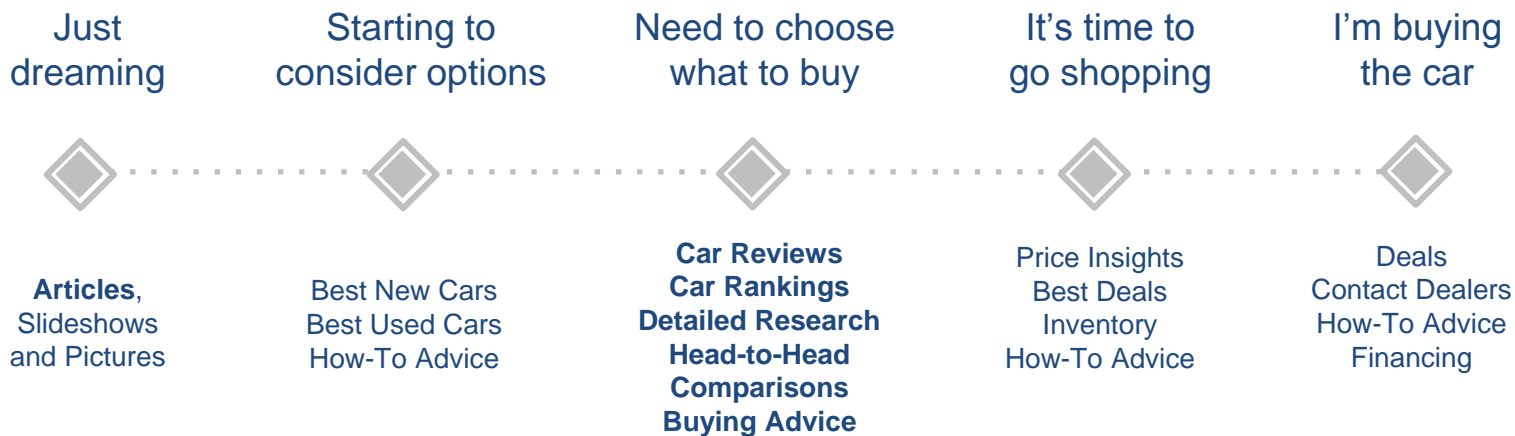 Just
dreaming
Starting to
consider options
Need to choose
what to buy
It’s time to
go shopping
I’m buying
the car
Articles,
Slideshows
and Pictures
Best New Cars
Best Used Cars
How-To Advice
Car Reviews
Car Rankings
Detailed Research
Head-to-Head
Comparisons
Buying Advice
Price Insights
Best Deals
Inventory
How-To Advice
Deals
Contact Dealers
How-To Advice
Financing